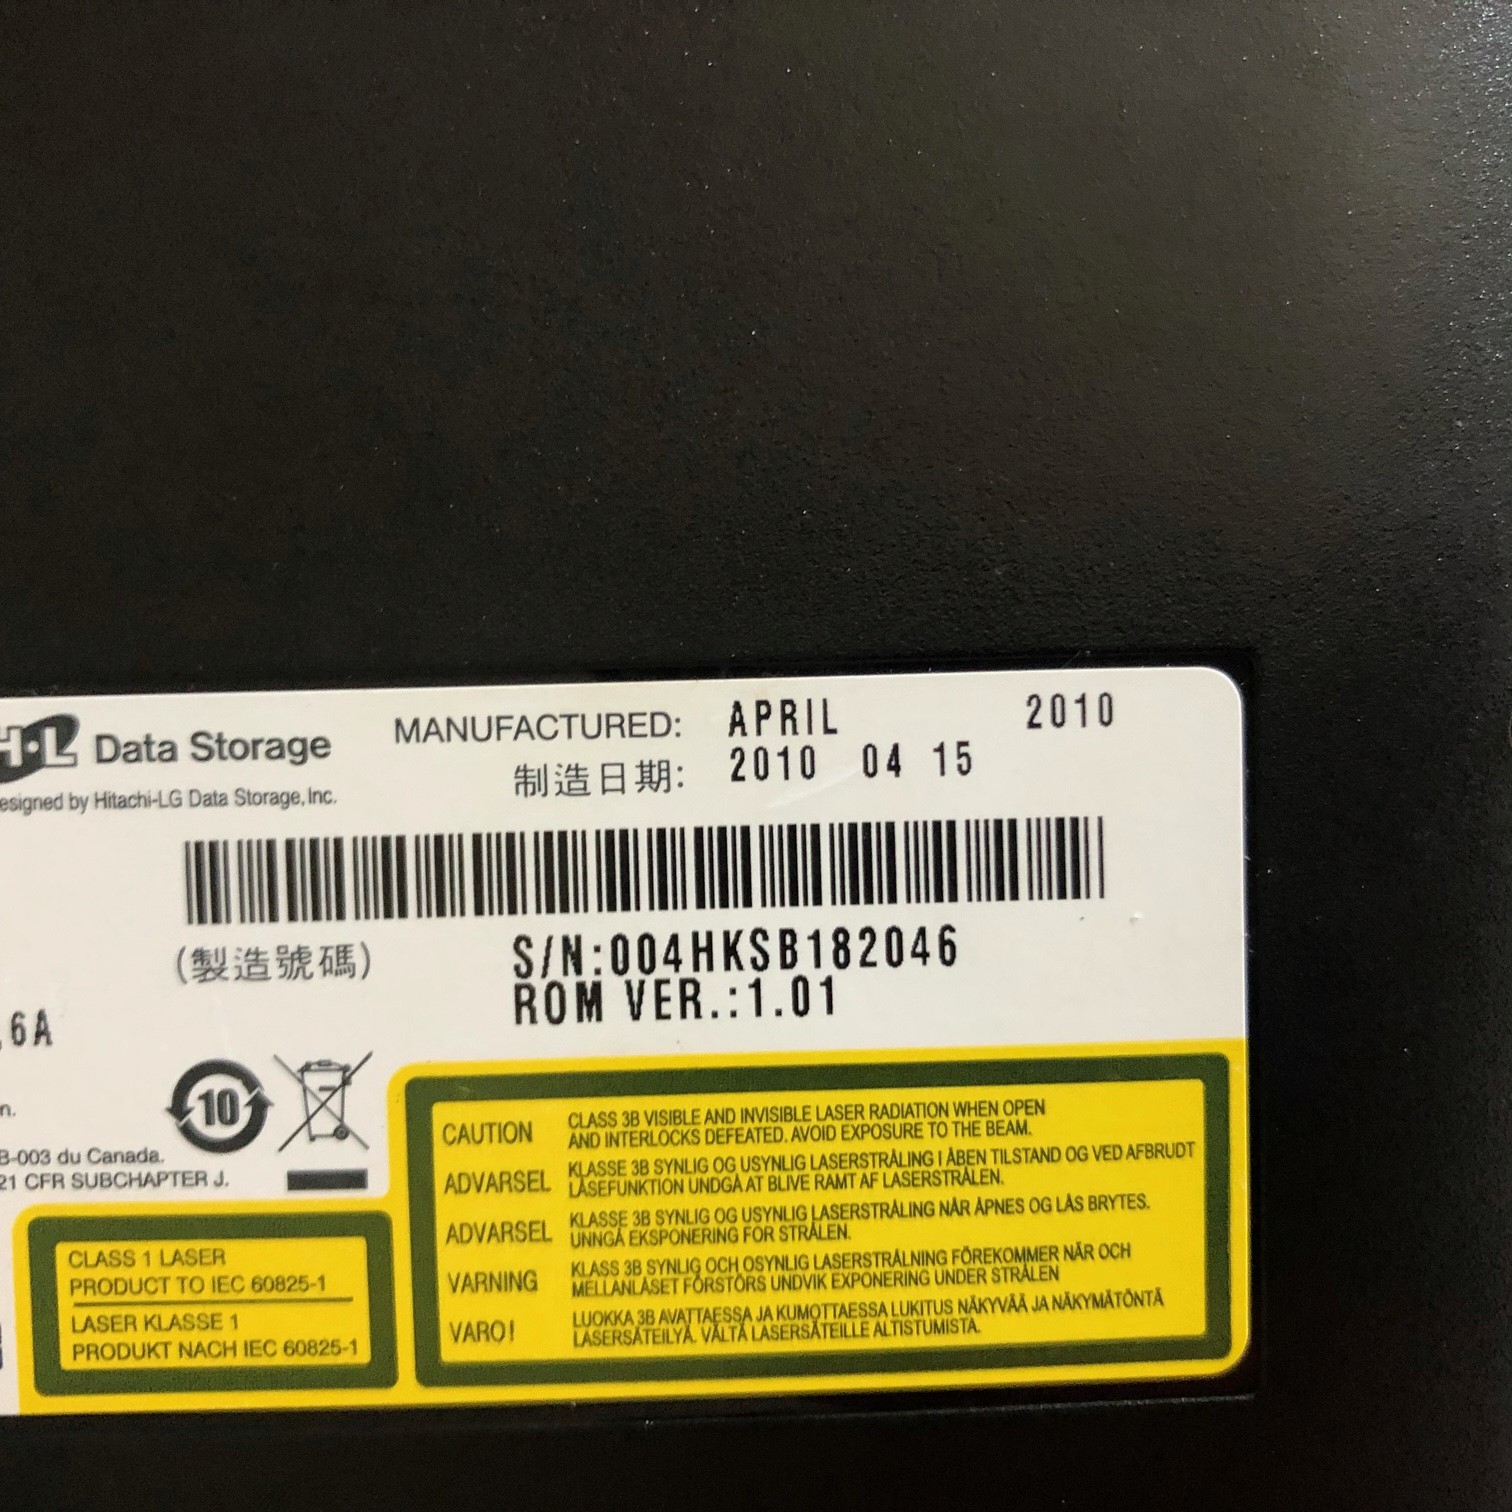 H·L Data Storage
MANUFACTURED: APRIL 2010
制造日期: 2010 04 15
esigned by Hitachi-LG Data Storage, Inc.
(製造號碼)
S/N:004HKSB182046
ROM VER.:1.01
6A
10
n.
B-003 du Canada.
21 CFR SUBCHAPTER J.
CLASS 1 LASER
PRODUCT TO IEC 60825-1
LASER KLASSE 1
PRODUKT NACH IEC 60825-1
CAUTION CLASS 3B VISIBLE AND INVISIBLE LASER RADIATION WHEN OPEN
AND INTERLOCKS DEFEATED. AVOID EXPOSURE TO THE BEAM.
ADVARSEL KLASSE 3B SYNLIG OG USYNLIG LASERSTRÅLING I ÅBEN TILSTAND OG VED AFBRUDT
LÅSEFUNKTION UNDGÅ AT BLIVE RAMT AF LASERSTRÅLEN.
ADVARSEL KLASSE 3B SYNLIG OG USYNLIG LASERSTRÅLING NÅR ÅPNES OG LÅS BRYTES.
UNNGÅ EKSPONERING FOR STRÅLEN.
VARNING KLASS 3B SYNLIG OCH OSYNLIG LASERSTRÅLNING FÖREKOMMER NÄR OCH
MELLANLÅSET FÖRSTÖRS UNDVIK EXPONERING UNDER STRÅLEN
VARO! LUOKKA 3B AVATTAESSA JA KUMOTTAESSA LUKITUS NÄKYVÄÄ JA NÄKYMÄTÖNTÄ
LASERSÄTEILYÄ. VÄLTÄ LASERSÄTEILLE ALTISTUMISTA.